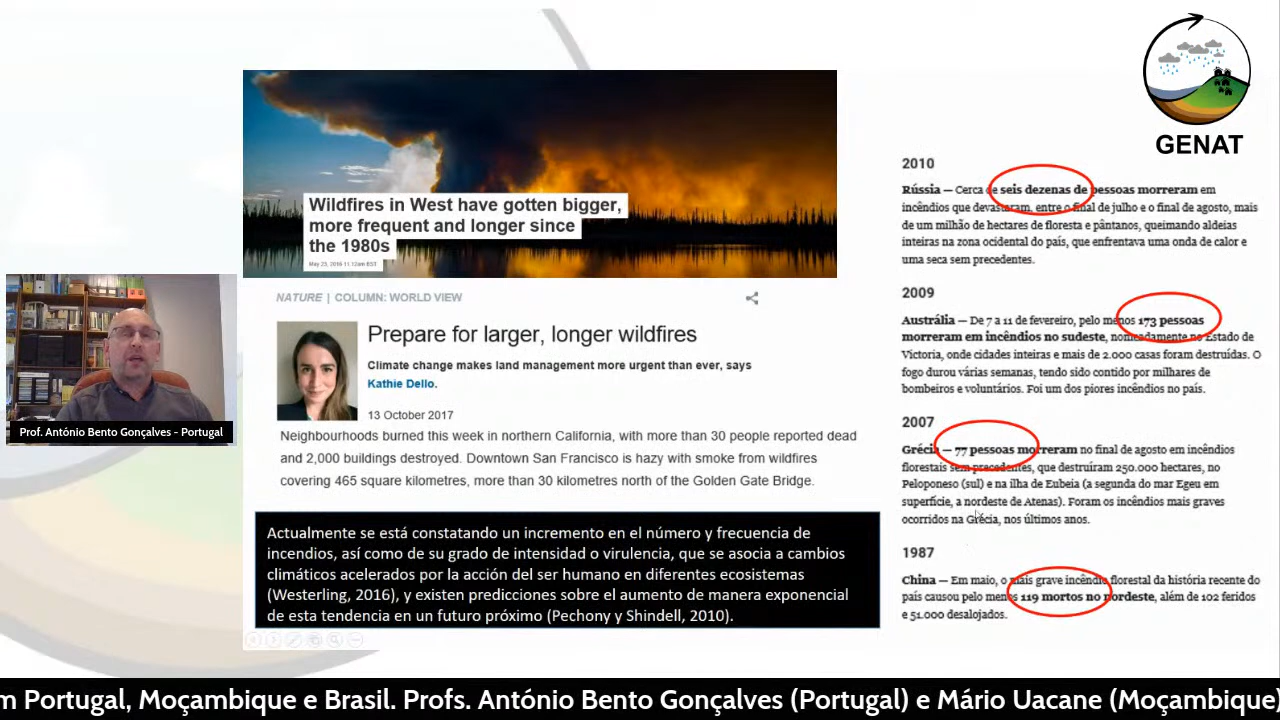 GENAT
Wildfires in West have gotten bigger,
more frequent and longer since
the 1980s
May 23, 2016 11.12am BST
NATURE | COLUMN: WORLD VIEW
Prepare for larger, longer wildfires
Climate change makes land management more urgent than ever, says
Kathie Dello.
13 October 2017
Neighbourhoods burned this week in northern California, with more than 30 people reported dead
and 2,000 buildings destroyed. Downtown San Francisco is hazy with smoke from wildfires
covering 465 square kilometres, more than 30 kilometres north of the Golden Gate Bridge.
Actualmente se está constatando un incremento en el número y frecuencia de
incendios, así como de su grado de intensidad o virulencia, que se asocia a cambios
climáticos acelerados por la acción del ser humano en diferentes ecosistemas
(Westerling, 2016), y existen predicciones sobre el aumento de manera exponencial
de esta tendencia en un futuro próximo (Pechony y Shindell, 2010).
2010
Rússia — Cerca de seis dezenas de pessoas morreram em
incêndios que devastaram, entre o final de julho e o final de agosto, mais
de um milhão de hectares de floresta e pântanos, queimando aldeias
inteiras na zona ocidental do país, que enfrentava uma onda de calor e
uma seca sem precedentes.
2009
Austrália — De 7 a 11 de fevereiro, pelo menos 173 pessoas
morreram em incêndios no sudeste, nomeadamente no Estado de
Victoria, onde cidades inteiras e mais de 2.000 casas foram destruídas. O
fogo durou várias semanas, tendo sido contido por milhares de
bombeiros e voluntários. Foi um dos piores incêndios no país.
2007
Grécia — 77 pessoas morreram no final de agosto em incêndios
florestais sem precedentes, que destruíram 250.000 hectares, no
Peloponeso (sul) e na ilha de Eubeia (a segunda do mar Egeu em
superfície, a nordeste de Atenas). Foram os incêndios mais graves
ocorridos na Grécia, nos últimos anos.
1987
China — Em maio, o mais grave incêndio florestal da história recente do
país causou pelo menos 119 mortos no nordeste, além de 102 feridos
e 51.000 desalojados.
Prof. António Bento Gonçalves - Portugal
m Portugal, Moçambique e Brasil. Profs. António Bento Gonçalves (Portugal) e Mário Uacane (Moçambique)